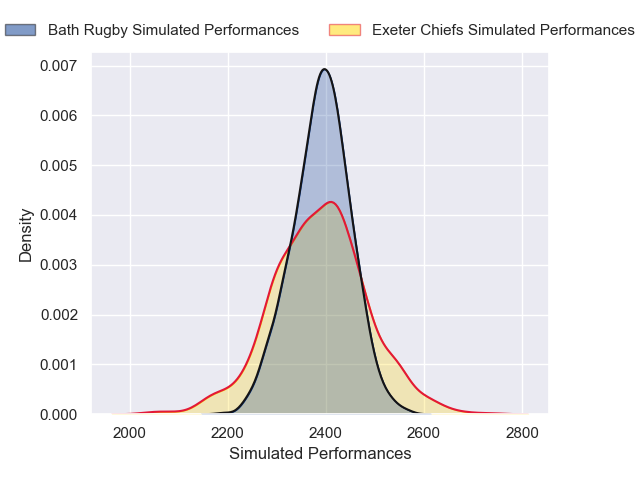 Bath Rugby Simulated Performances Exeter Chiefs Simulated Performances
0.007
0.006
0.005
0.004
0.003
0.002
0.001
0.000
Density
2000 2200 2400 2600 2800
Simulated Performances